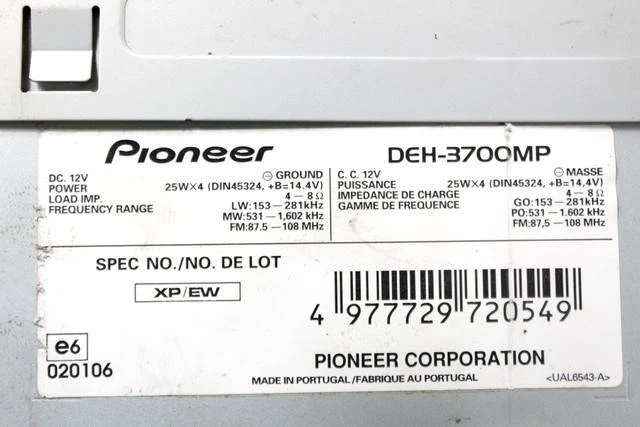 Pioneer
DEH-3700MP
DC. 12V ⊖ GROUND
POWER 25W×4 (DIN45324, +B=14.4V)
LOAD IMP. 4–8Ω
FREQUENCY RANGE LW:153–281kHz
MW:531–1,602kHz
FM:87.5–108 MHz
C. C. 12V ⊖ MASSE
PUISSANCE 25W×4 (DIN45324, +B=14,4V)
IMPEDANCE DE CHARGE 4–8Ω
GAMME DE FREQUENCE GO:153–281kHz
PO:531–1.602 kHz
FM:87,5–108 MHz
SPEC NO./NO. DE LOT
XP/EW
4 977729 720549
e6
020106
PIONEER CORPORATION
MADE IN PORTUGAL/FABRIQUE AU PORTUGAL <UAL6543-A>